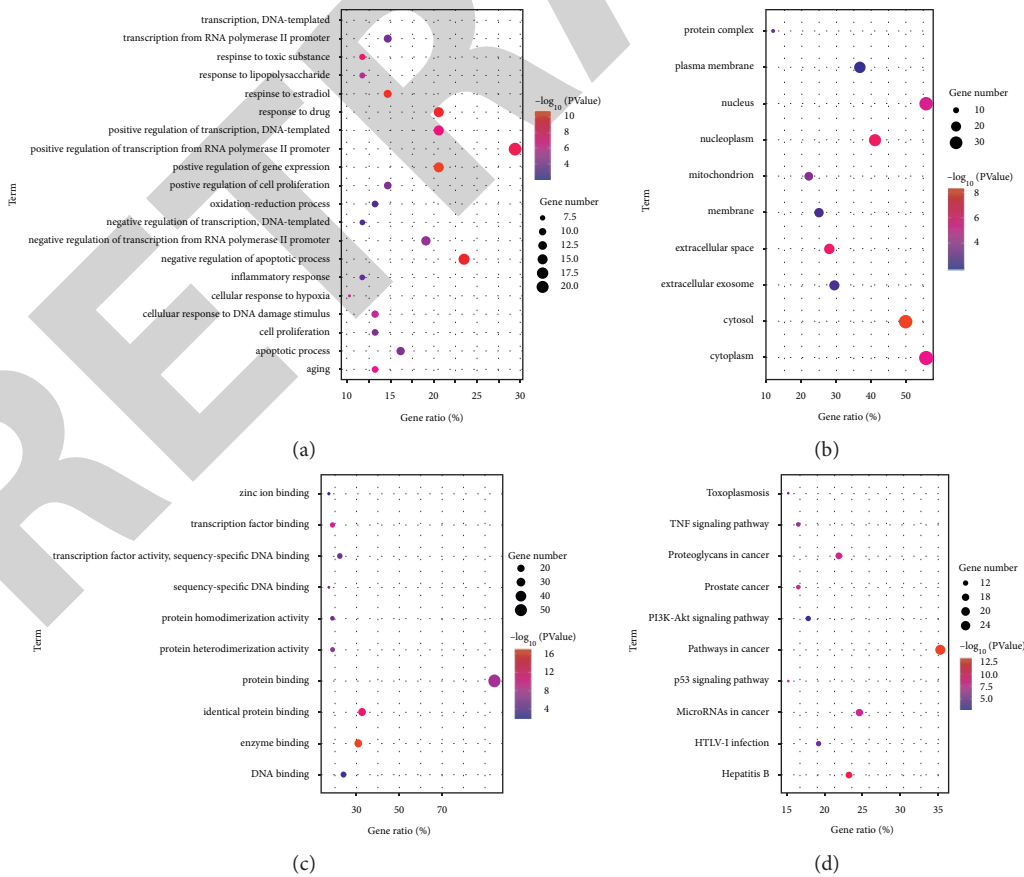 transcription, DNA-templated
transcription from RNA polymerase II promoter
respinse to toxic substance
response to lipopolysaccharide
respinse to estradiol
response to drug
positive regulation of transcription, DNA-templated
positive regulation of transcription from RNA polymerase II promoter
postive regulation of gene expression
postive regulation of cell proliferation
oxidation-reduction process
negative regulation of transcription, DNA-templated
negative regulation of transcription from RNA polymerase II promoter
negative regulation of apoptotic process
inflammatory response
cellular response to hypoxia
celluluar response to DNA damage stimulus
cell proliferation
apoptotic process
aging
Term
10 15 20 25 25 30
Gene ratio (%)
–log10 (PValue)
10
8
6
4
Gene number
7.5
10.0
12.5
15.0
17.5
20.0
(a)
protein complex
plasma membrane
nucleus
nucleoplasm
mitochondrion
membrane
extracellular space
extracellular exosome
cytosol
cytoplasm
Term
10 20 30 40 50
Gene ratio (%)
Gene number
10
20
30
–log10 (PValue)
8
6
4
(b)
zinc ion binding
transcription factor binding
transcription factor activity, sequency-specific DNA binding
sequency-specific DNA binding
protein homodimerization activity
protein heterodimerization activity
protein binding
identical protein binding
enzyme binding
DNA binding
Term
30 50 70
Gene ratio (%)
Gene number
20
30
40
50
–log10 (PValue)
16
12
8
4
(c)
Toxoplasmosis
TNF signaling pathway
Proteoglycans in cancer
Prostate cancer
PI3K-Akt signaling pathway
Pathways in cancer
p53 signaling pathway
MicroRNAs in cancer
HTLV-I infection
Hepatitis B
Term
15 20 25 30 35
Gene ratio (%)
Gene number
12
18
20
24
–log10 (PValue)
12.5
10.0
7.5
5.0
(d)